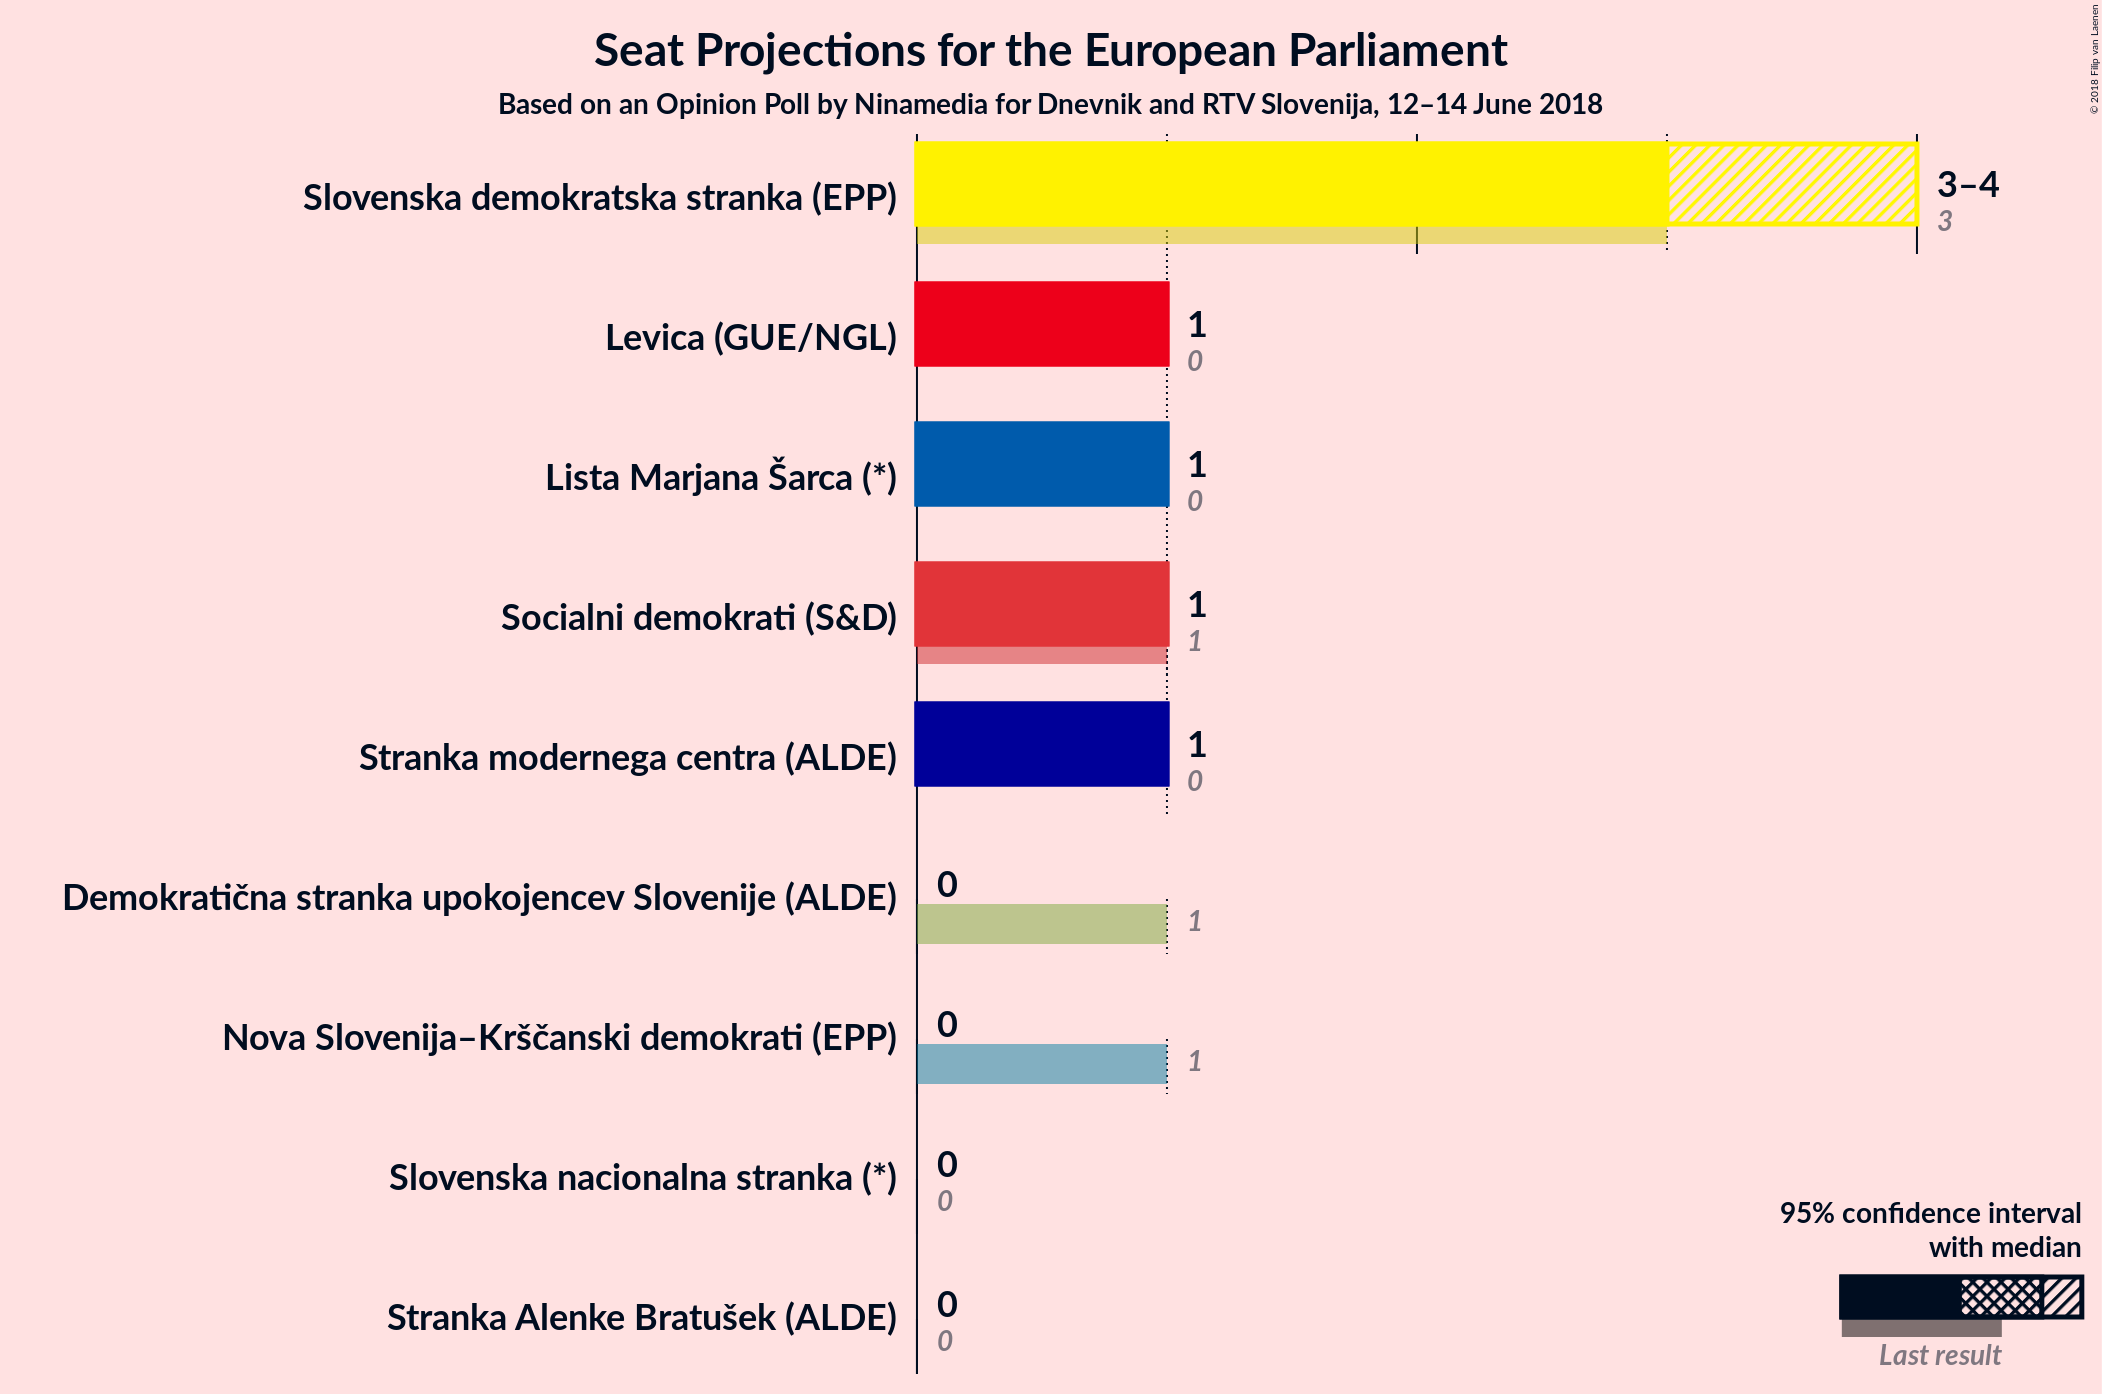 Seat Projections for the European Parliament
Based on an Opinion Poll by Ninamedia for Dnevnik and RTV Slovenija, 12–14 June 2018
© 2018 Filip van Laenen
Slovenska demokratska stranka (EPP)
3–4
3
Levica (GUE/NGL)
1
0
Lista Marjana Šarca (*)
1
0
Socialni demokrati (S&D)
1
1
Stranka modernega centra (ALDE)
1
0
Demokratična stranka upokojencev Slovenije (ALDE)
0
1
Nova Slovenija–Krščanski demokrati (EPP)
0
1
Slovenska nacionalna stranka (*)
0
0
Stranka Alenke Bratušek (ALDE)
0
0
95% confidence interval
with median
Last result